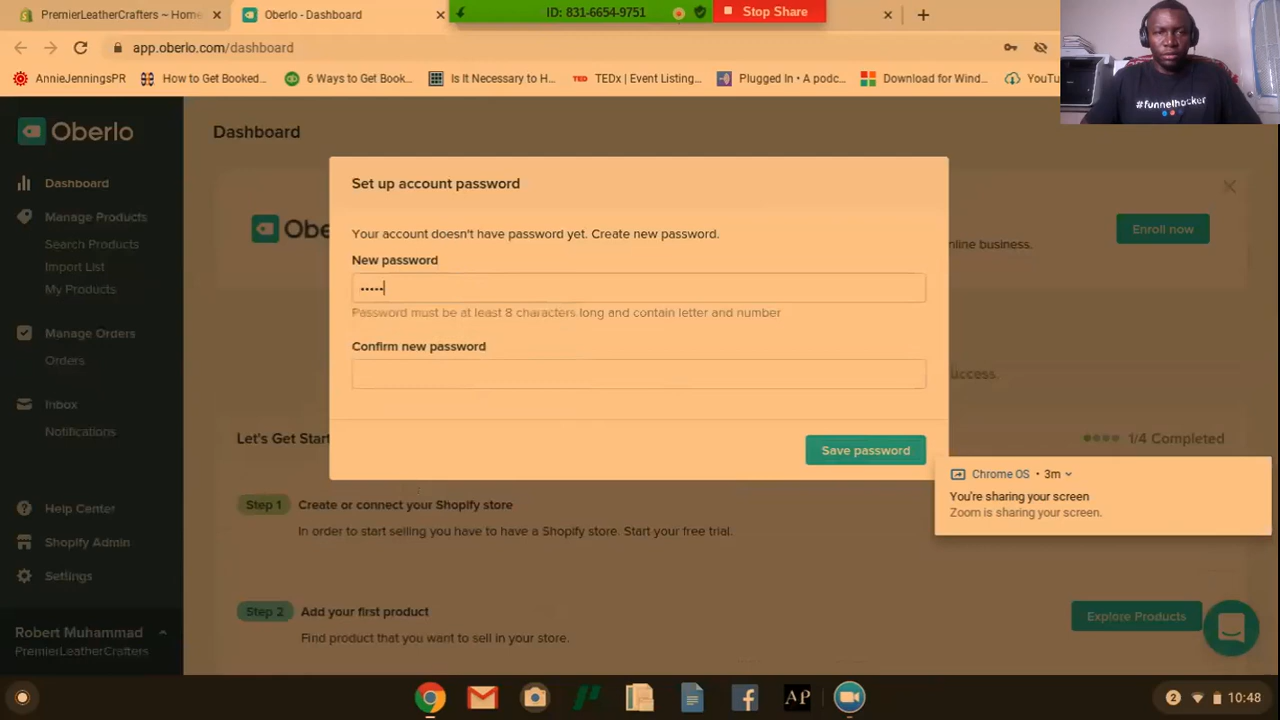 PremierLeatherCrafters ~ Home
Oberlo - Dashboard
ID: 831-6654-9751
Stop Share
app.oberlo.com/dashboard
AnnieJenningsPR
How to Get Booked...
6 Ways to Get Book...
Is It Necessary to H...
TED
TEDx | Event Listing...
Plugged In • A podc...
Download for Wind...
YouTu
#funnelhacker
Oberlo
Dashboard
Manage Products
Search Products
Import List
My Products
Manage Orders
Orders
Inbox
Notifications
Help Center
Shopify Admin
Settings
Robert Muhammad
PremierLeatherCrafters
Dashboard
Obe
nline business.
Enroll now
Set up account password
Your account doesn't have password yet. Create new password.
New password
•••••
Password must be at least 8 characters long and contain letter and number
Confirm new password
Save password
uccess.
Let's Get Start
1/4 Completed
Step 1
Create or connect your Shopify store
In order to start selling you have to have a Shopify store. Start your free trial.
Step 2
Add your first product
Find product that you want to sell in your store.
Explore Products
Chrome OS • 3m
You're sharing your screen
Zoom is sharing your screen.
AP
2
10:48